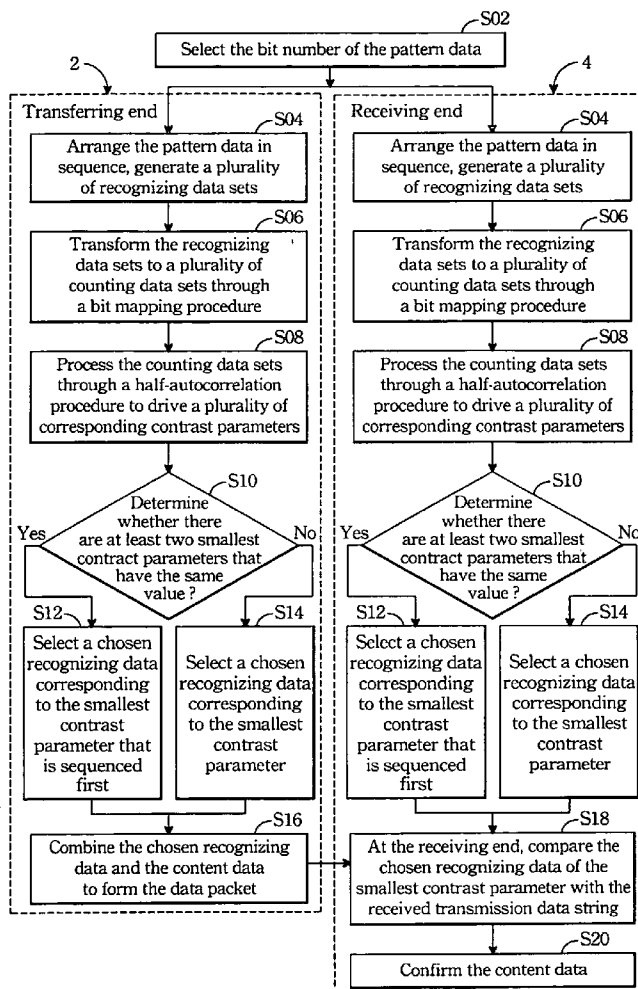 S02
Select the bit number of the pattern data
2
4
Transferring end
S04
Arrange the pattern data in
sequence, generate a plurality
of recognizing data sets
S06
Transform the recognizing
data sets to a plurality of
counting data sets through
a bit mapping procedure
S08
Process the counting data sets
through a half-autocorrelation
procedure to drive a plurality of
corresponding contrast parameters
S10
Determine
whether there
are at least two smallest
contract parameters that
have the same
value ?
Yes
No
S12
Select a chosen
recognizing data
corresponding
to the smallest
contrast
parameter that
is sequenced
first
S14
Select a chosen
recognizing data
corresponding
to the smallest
contrast
parameter
S16
Combine the chosen recognizing
data and the content data
to form the data packet
Receiving end
S04
Arrange the pattern data in
sequence, generate a plurality
of recognizing data sets
S06
Transform the recognizing
data sets to a plurality of
counting data sets through
a bit mapping procedure
S08
Process the counting data sets
through a half-autocorrelation
procedure to drive a plurality of
corresponding contrast parameters
S10
Determine
whether there
are at least two smallest
contract parameters that
have the same
value ?
Yes
No
S12
Select a chosen
recognizing data
corresponding
to the smallest
contrast
parameter that
is sequenced
first
S14
Select a chosen
recognizing data
corresponding
to the smallest
contrast
parameter
S18
At the receiving end, compare the
chosen recognizing data of the
smallest contrast parameter with the
received transmission data string
S20
Confirm the content data